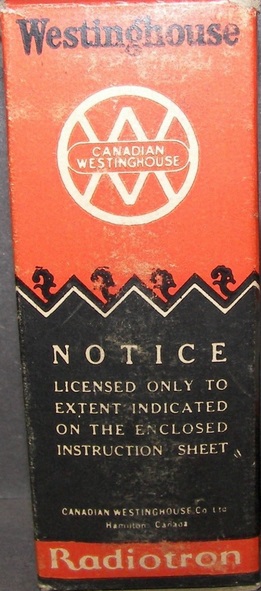 Westinghouse
CANADIAN
WESTINGHOUSE
NOTICE
LICENSED ONLY TO
EXTENT INDICATED
ON THE ENCLOSED
INSTRUCTION SHEET
CANADIAN WESTINGHOUSE Co Ltd
Hamilton Canada
Radiotron